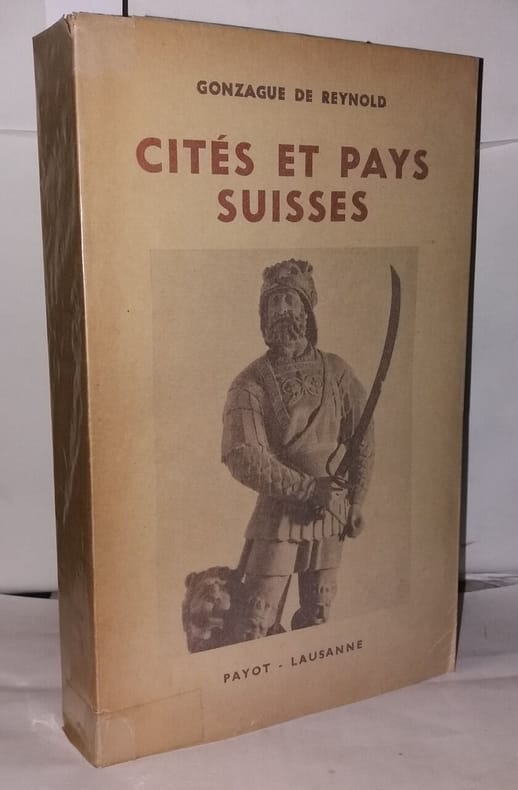 GONZAGUE DE REYNOLD
CITÉS ET PAYS
SUISSES
PAYOT - LAUSANNE